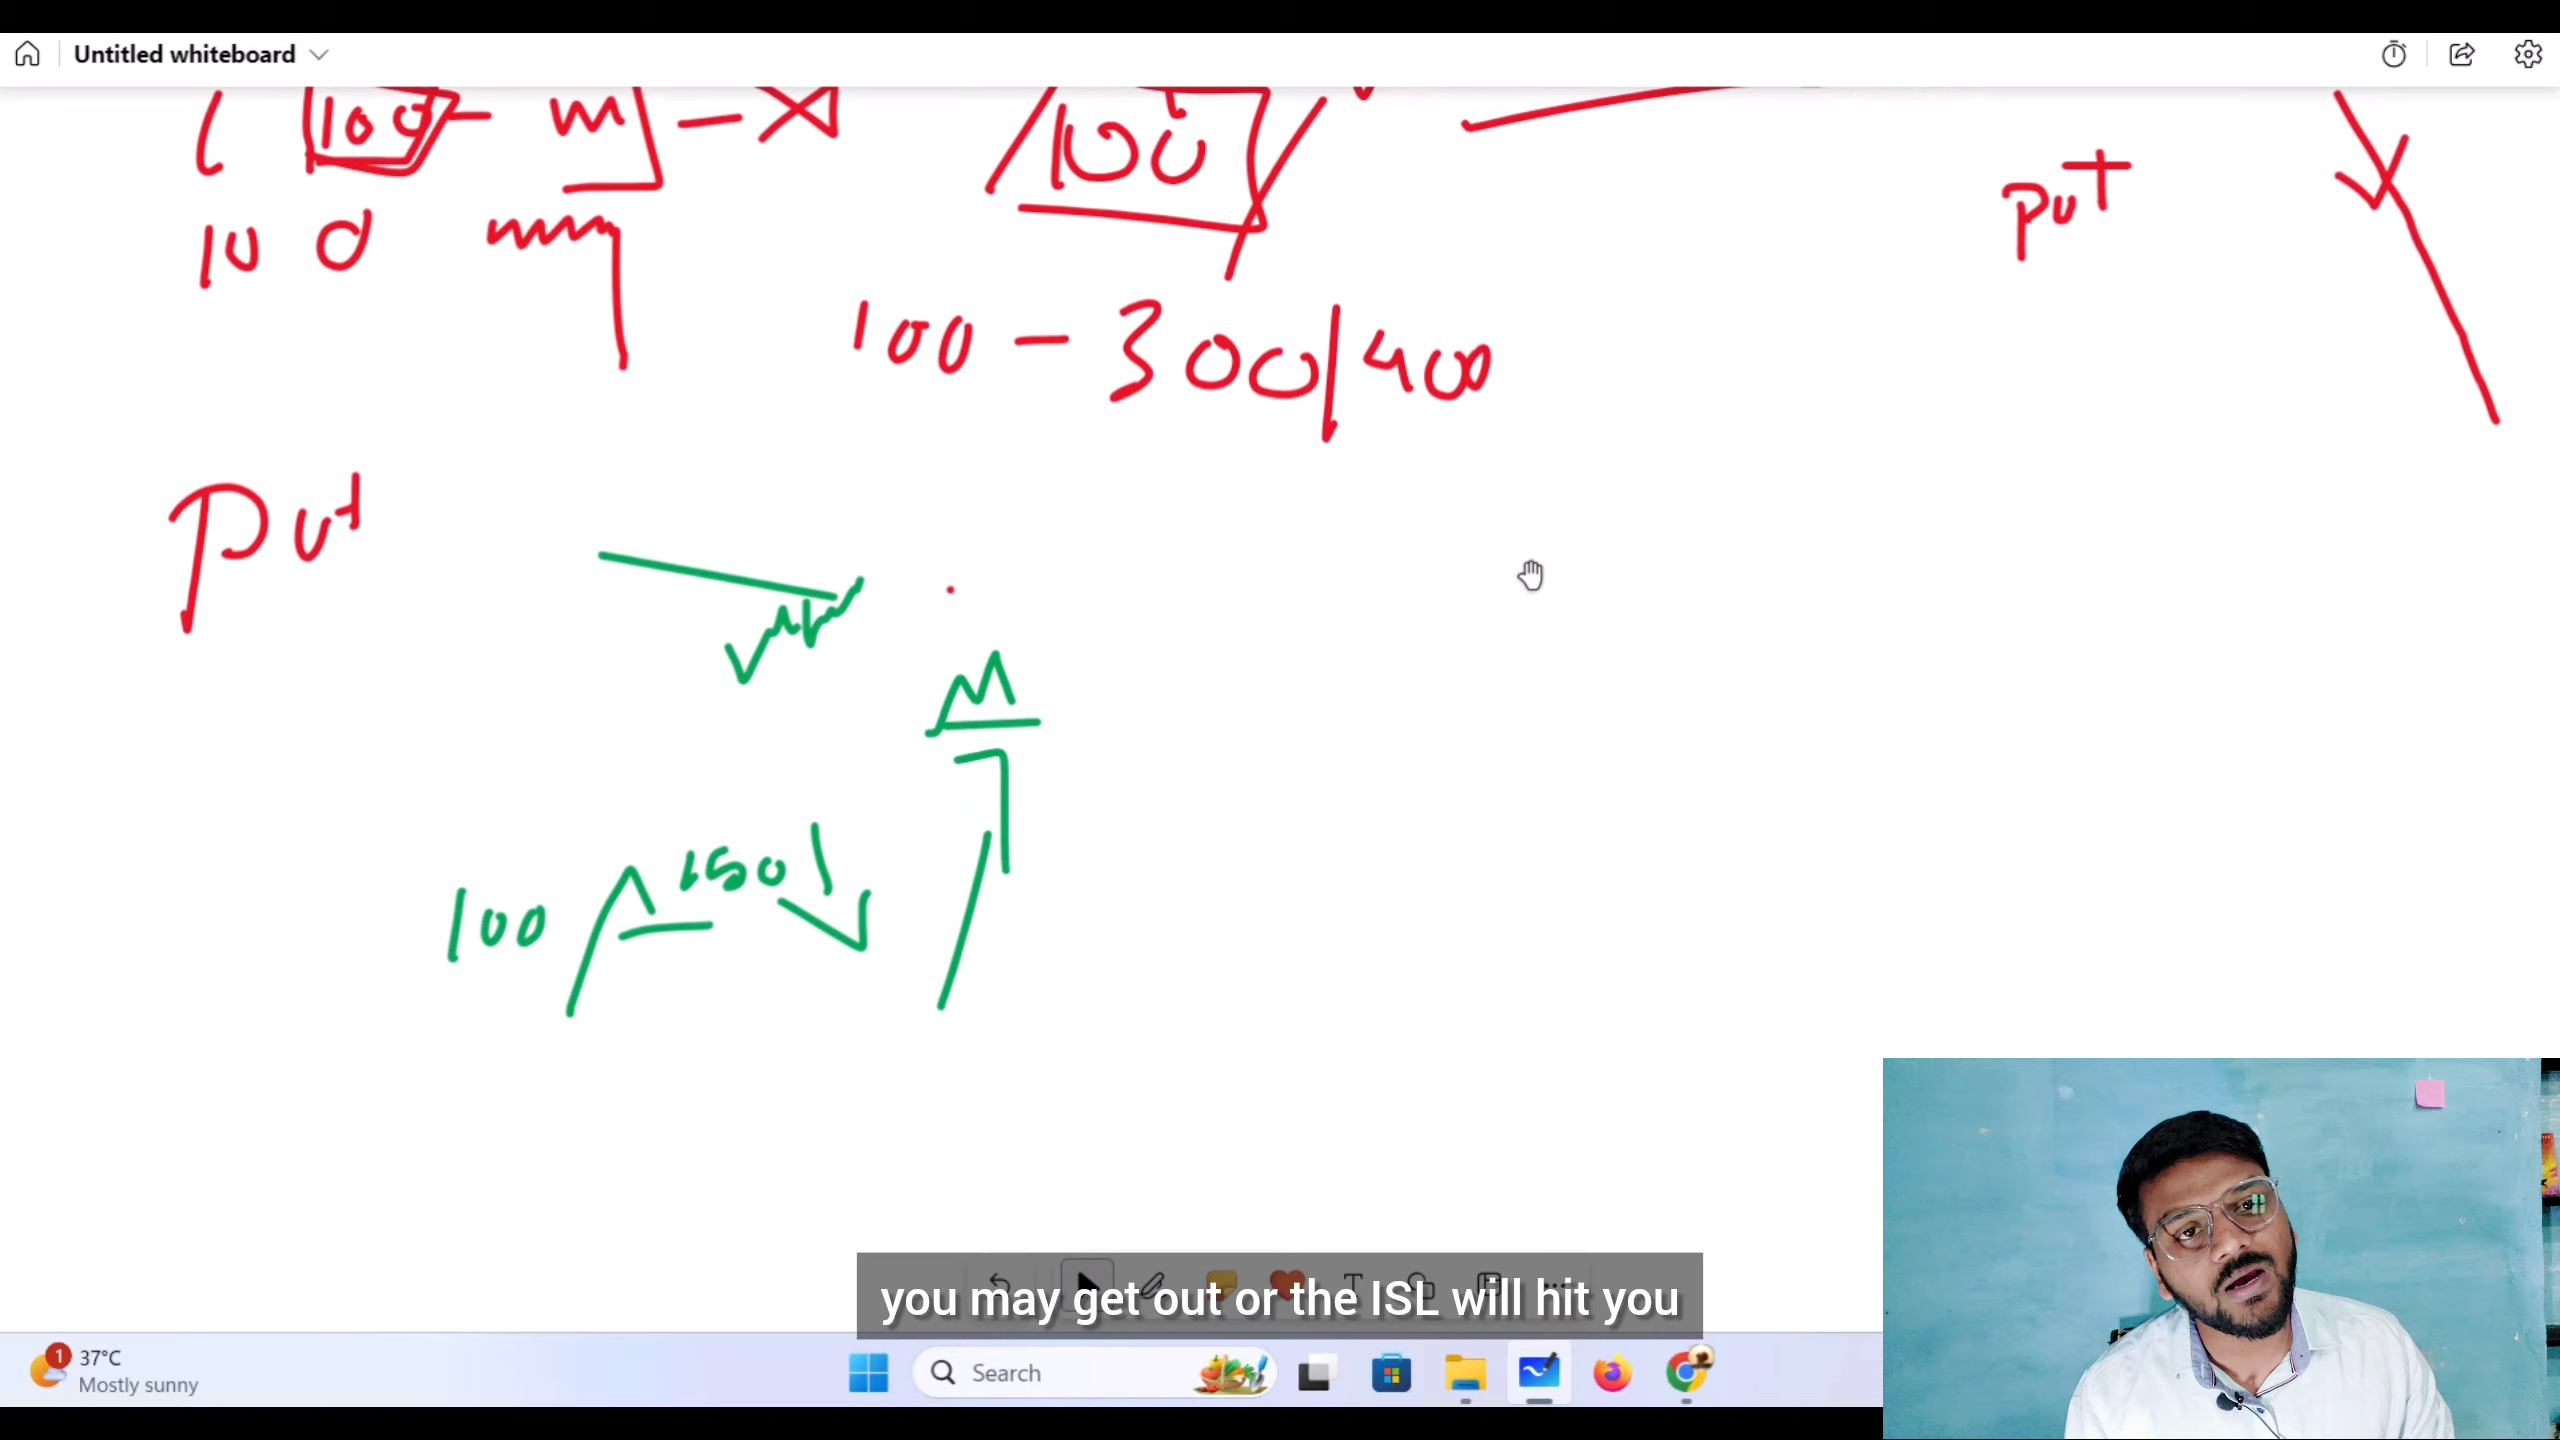 Untitled whiteboard
100 - m
100
put
10 d
100 - 300/400
Put
M
100
150
you may get out or the ISL will hit you
1
37°C
Mostly sunny
Search